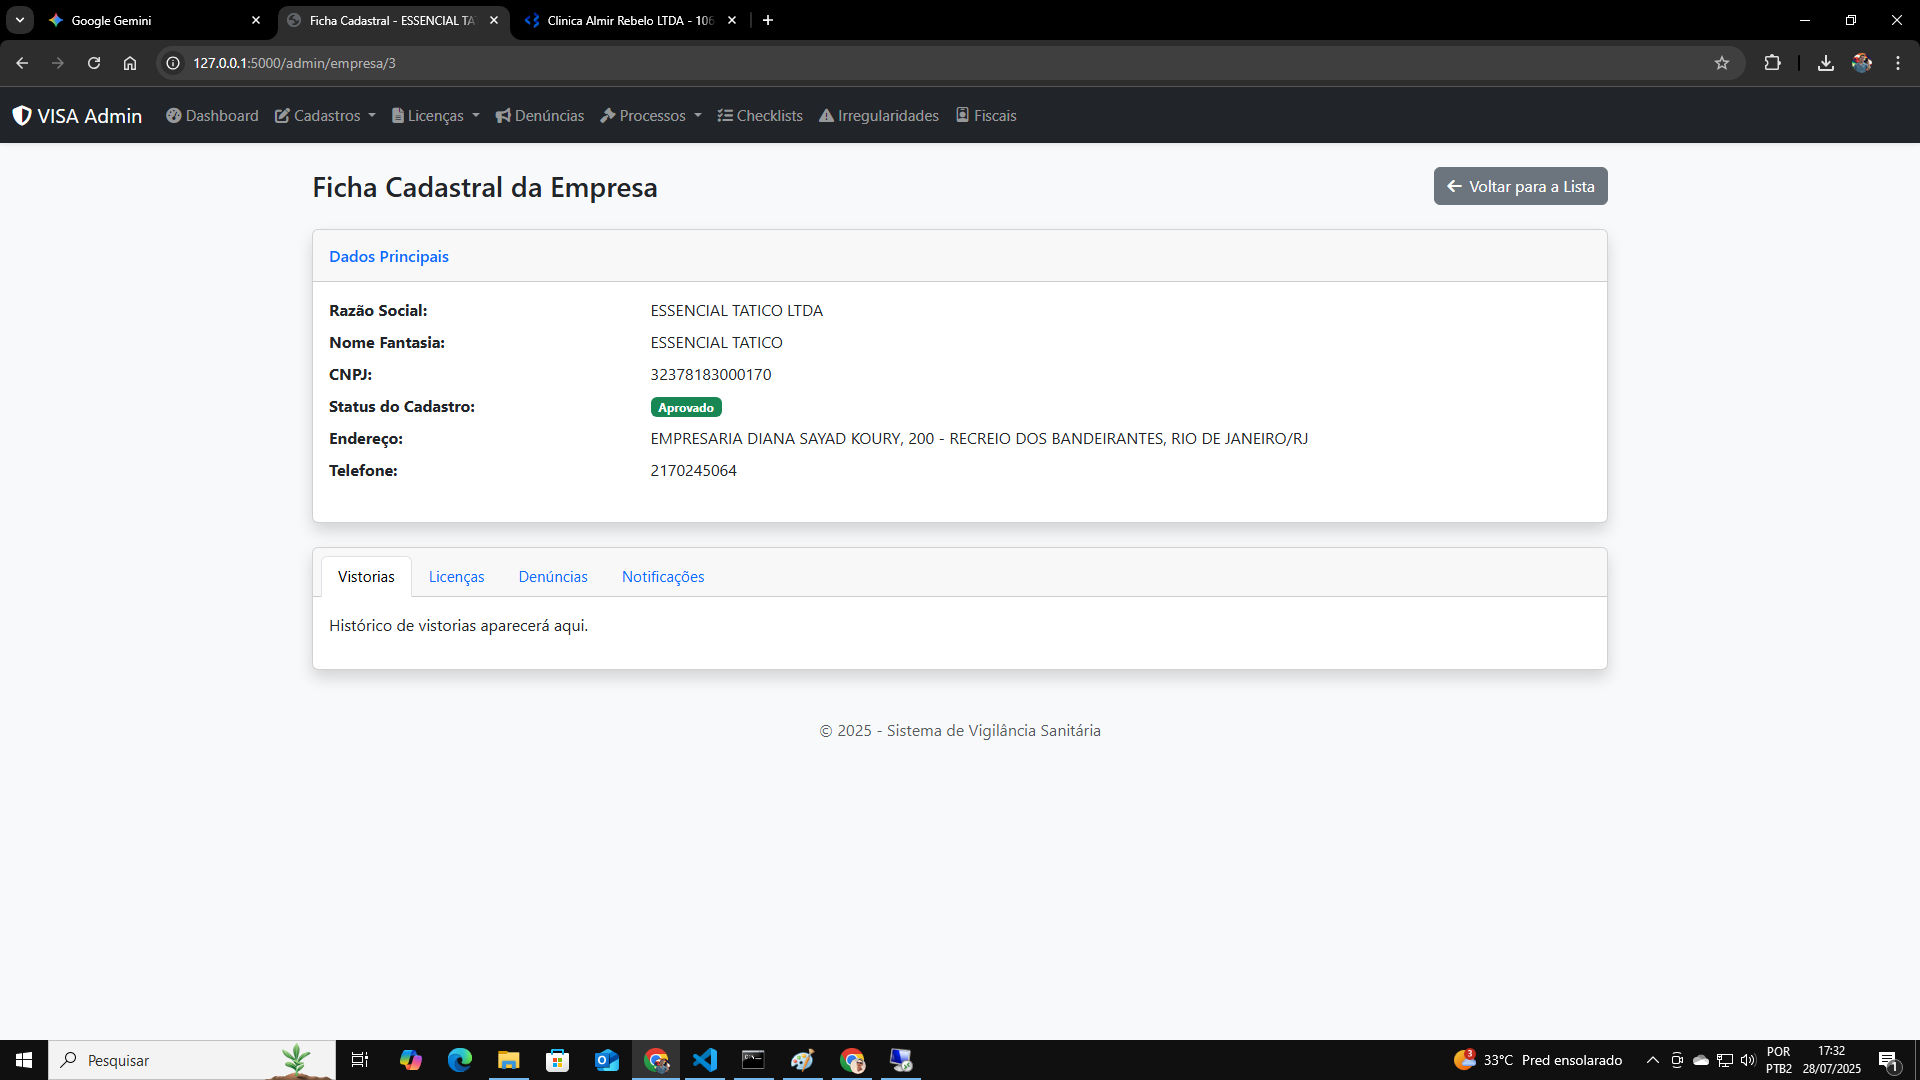 Google Gemini
Ficha Cadastral - ESSENCIAL TA
Clinica Almir Rebelo LTDA - 106
127.0.0.1:5000/admin/empresa/3
VISA Admin Dashboard Cadastros Licenças Denúncias Processos Checklists Irregularidades Fiscais
Ficha Cadastral da Empresa
Voltar para a Lista
Dados Principais
Razão Social: ESSENCIAL TATICO LTDA
Nome Fantasia: ESSENCIAL TATICO
CNPJ: 32378183000170
Status do Cadastro: Aprovado
Endereço: EMPRESARIA DIANA SAYAD KOURY, 200 - RECREIO DOS BANDEIRANTES, RIO DE JANEIRO/RJ
Telefone: 2170245064
Vistorias Licenças Denúncias Notificações
Histórico de vistorias aparecerá aqui.
© 2025 - Sistema de Vigilância Sanitária
Pesquisar
3
33°C Pred ensolarado
POR
PTB2
17:32
28/07/2025
1